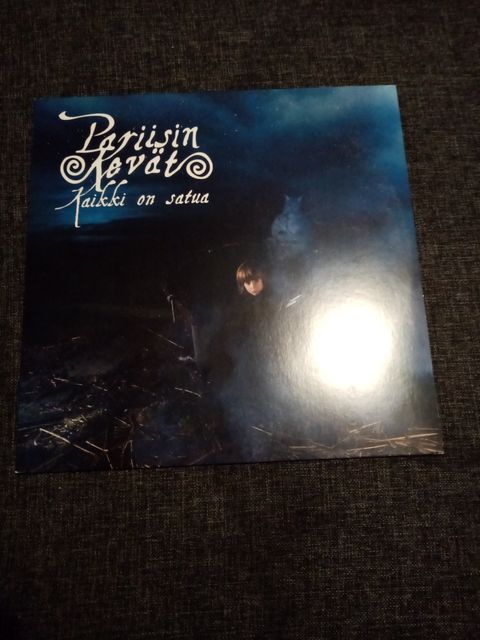 Pariisin
Kevät
Kaikki on satua